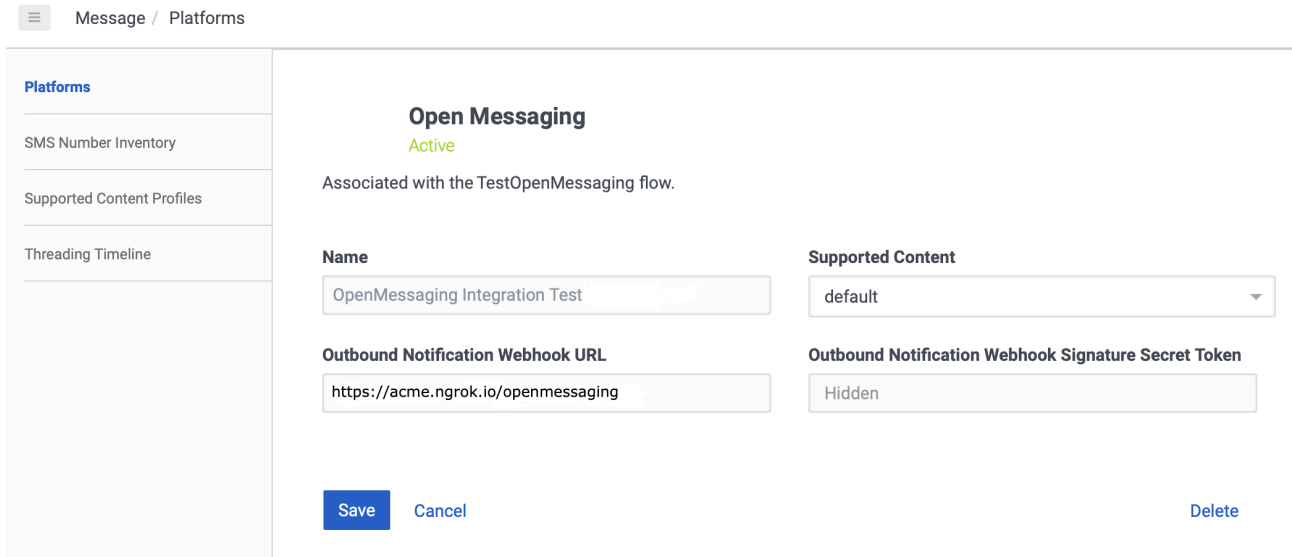 Message / Platforms
Platforms
SMS Number Inventory
Supported Content Profiles
Threading Timeline
Open Messaging
Active
Associated with the TestOpenMessaging flow.
Name
OpenMessaging Integration Test
Supported Content
default
Outbound Notification Webhook URL
https://acme.ngrok.io/openmessaging
Outbound Notification Webhook Signature Secret Token
Hidden
Save Cancel Delete